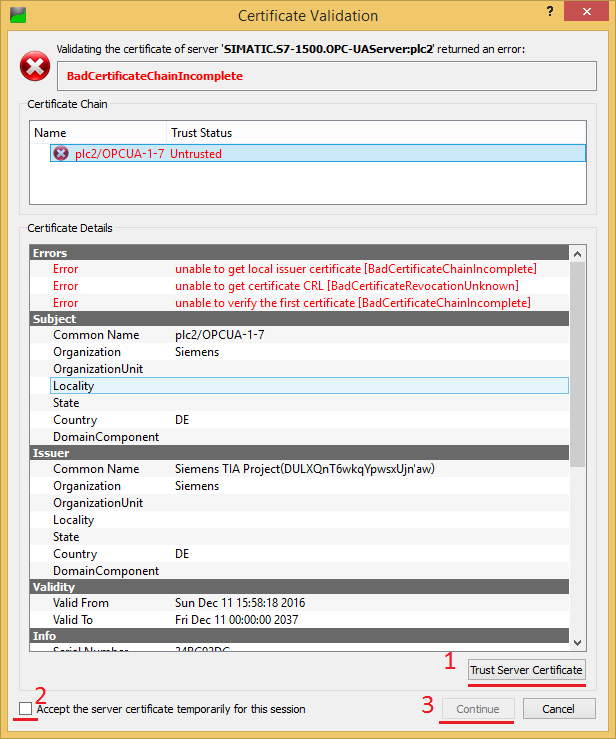 Certificate Validation
?
Validating the certificate of server 'SIMATIC.S7-1500.OPC-UAServer:plc2' returned an error:
BadCertificateChainIncomplete
Certificate Chain
Name Trust Status
plc2/OPCUA-1-7 Untrusted
Certificate Details
Errors
Error unable to get local issuer certificate [BadCertificateChainIncomplete]
Error unable to get certificate CRL [BadCertificateRevocationUnknown]
Error unable to verify the first certificate [BadCertificateChainIncomplete]
Subject
Common Name plc2/OPCUA-1-7
Organization Siemens
OrganizationUnit
Locality
State
Country DE
DomainComponent
Issuer
Common Name Siemens TIA Project(DULXQnT6wkqYpwsxUjn'aw)
Organization Siemens
OrganizationUnit
Locality
State
Country DE
DomainComponent
Validity
Valid From Sun Dec 11 15:58:18 2016
Valid To Fri Dec 11 00:00:00 2037
Info
Serial Number
1 Trust Server Certificate
2 Accept the server certificate temporarily for this session
3 Continue Cancel